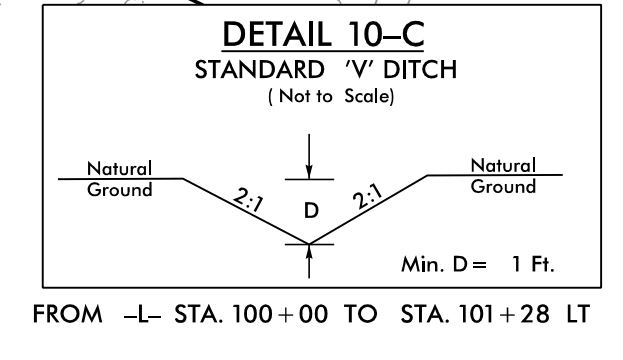 DETAIL 10–C
STANDARD 'V' DITCH
( Not to Scale)
Natural
Ground
2:1
D
2:1
Natural
Ground
Min. D = 1 Ft.
FROM –L– STA. 100+00 TO STA. 101+28 LT